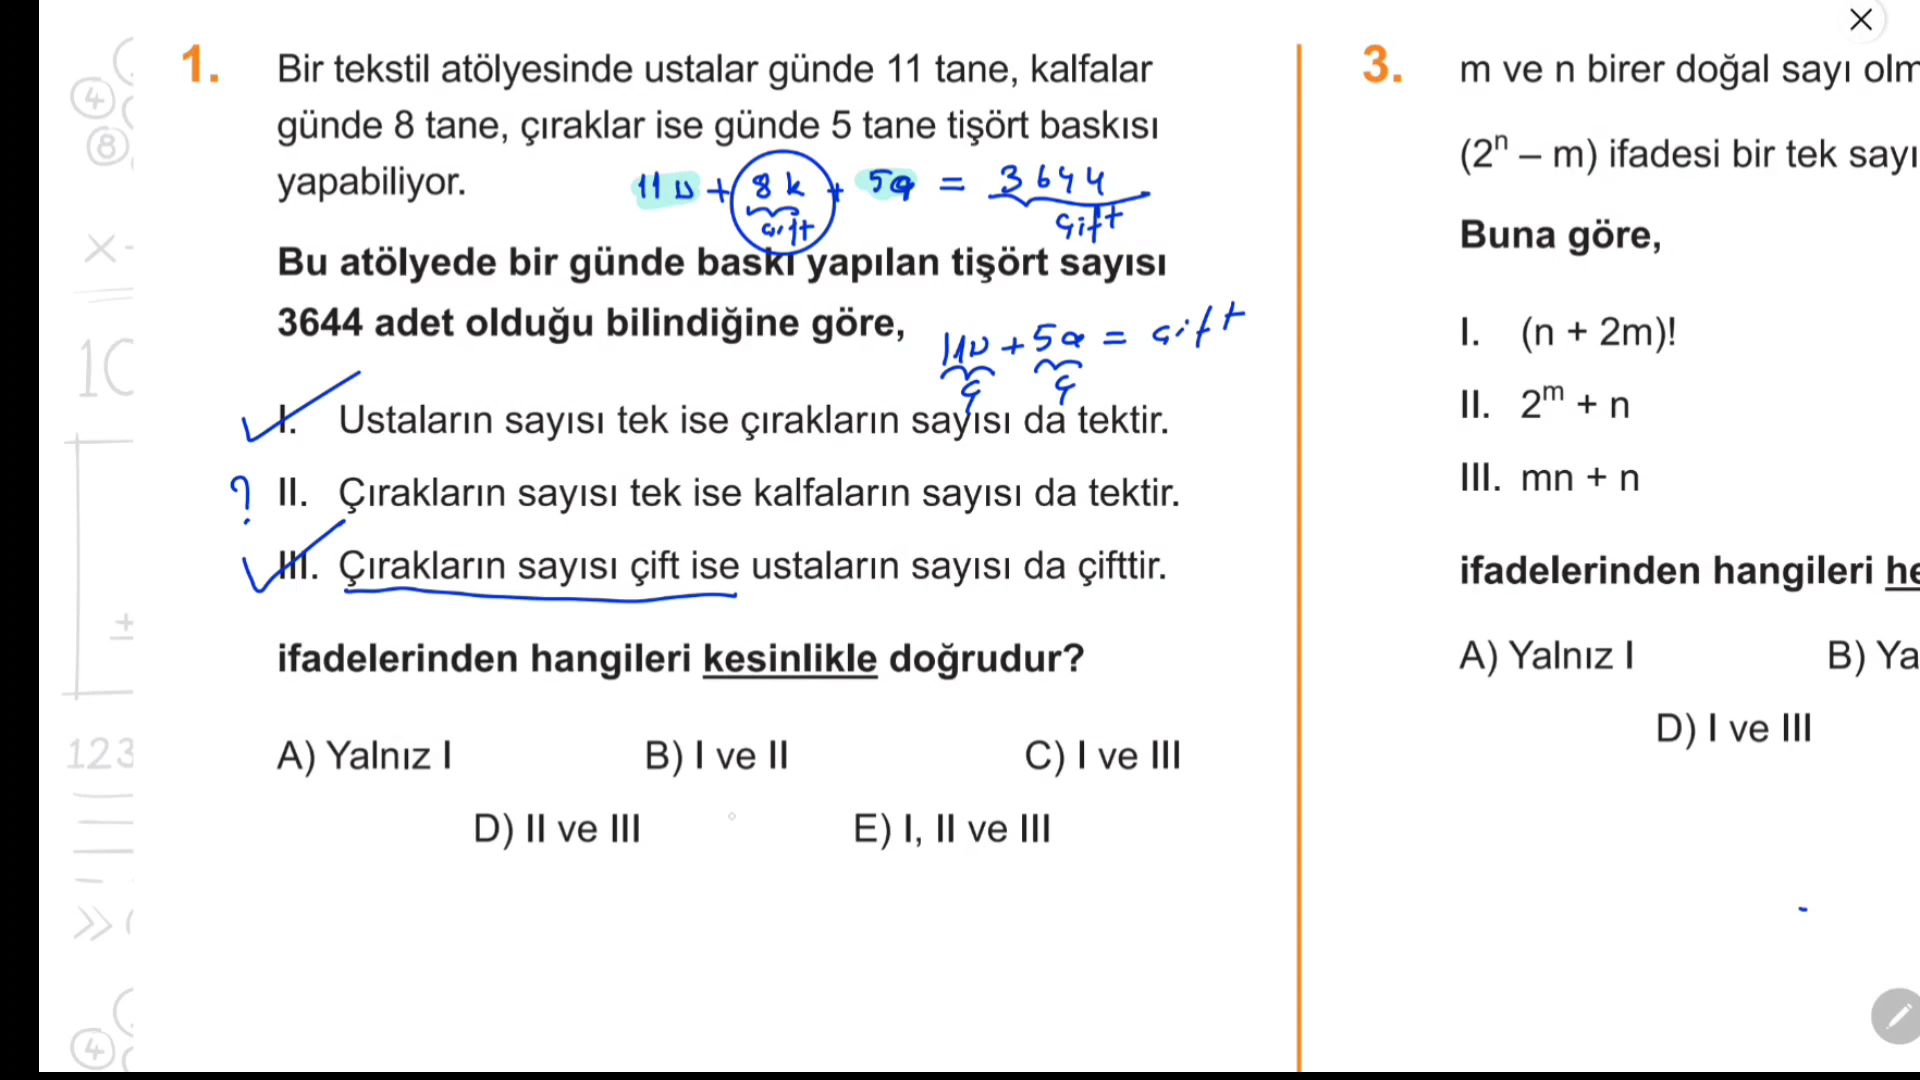 1. Bir tekstil atölyesinde ustalar günde 11 tane, kalfalar
günde 8 tane, çıraklar ise günde 5 tane tişört baskısı
yapabiliyor.
11 u + 8k + 5ç = 3644
çift
çift
Bu atölyede bir günde baskı yapılan tişört sayısı
3644 adet olduğu bilindiğine göre,
11u + 5ç = çift
ç ç
I. Ustaların sayısı tek ise çırakların sayısı da tektir.
? II. Çırakların sayısı tek ise kalfaların sayısı da tektir.
III. Çırakların sayısı çift ise ustaların sayısı da çifttir.
ifadelerinden hangileri kesinlikle doğrudur?
A) Yalnız I B) I ve II C) I ve III
D) II ve III E) I, II ve III
3. m ve n birer doğal sayı
(2ⁿ – m) ifadesi bir tek sayı
Buna göre,
I. (n + 2m)!
II. 2ᵐ + n
III. mn + n
ifadelerinden hangileri
A) Yalnız I B)
D) I ve III
4
8
123
4